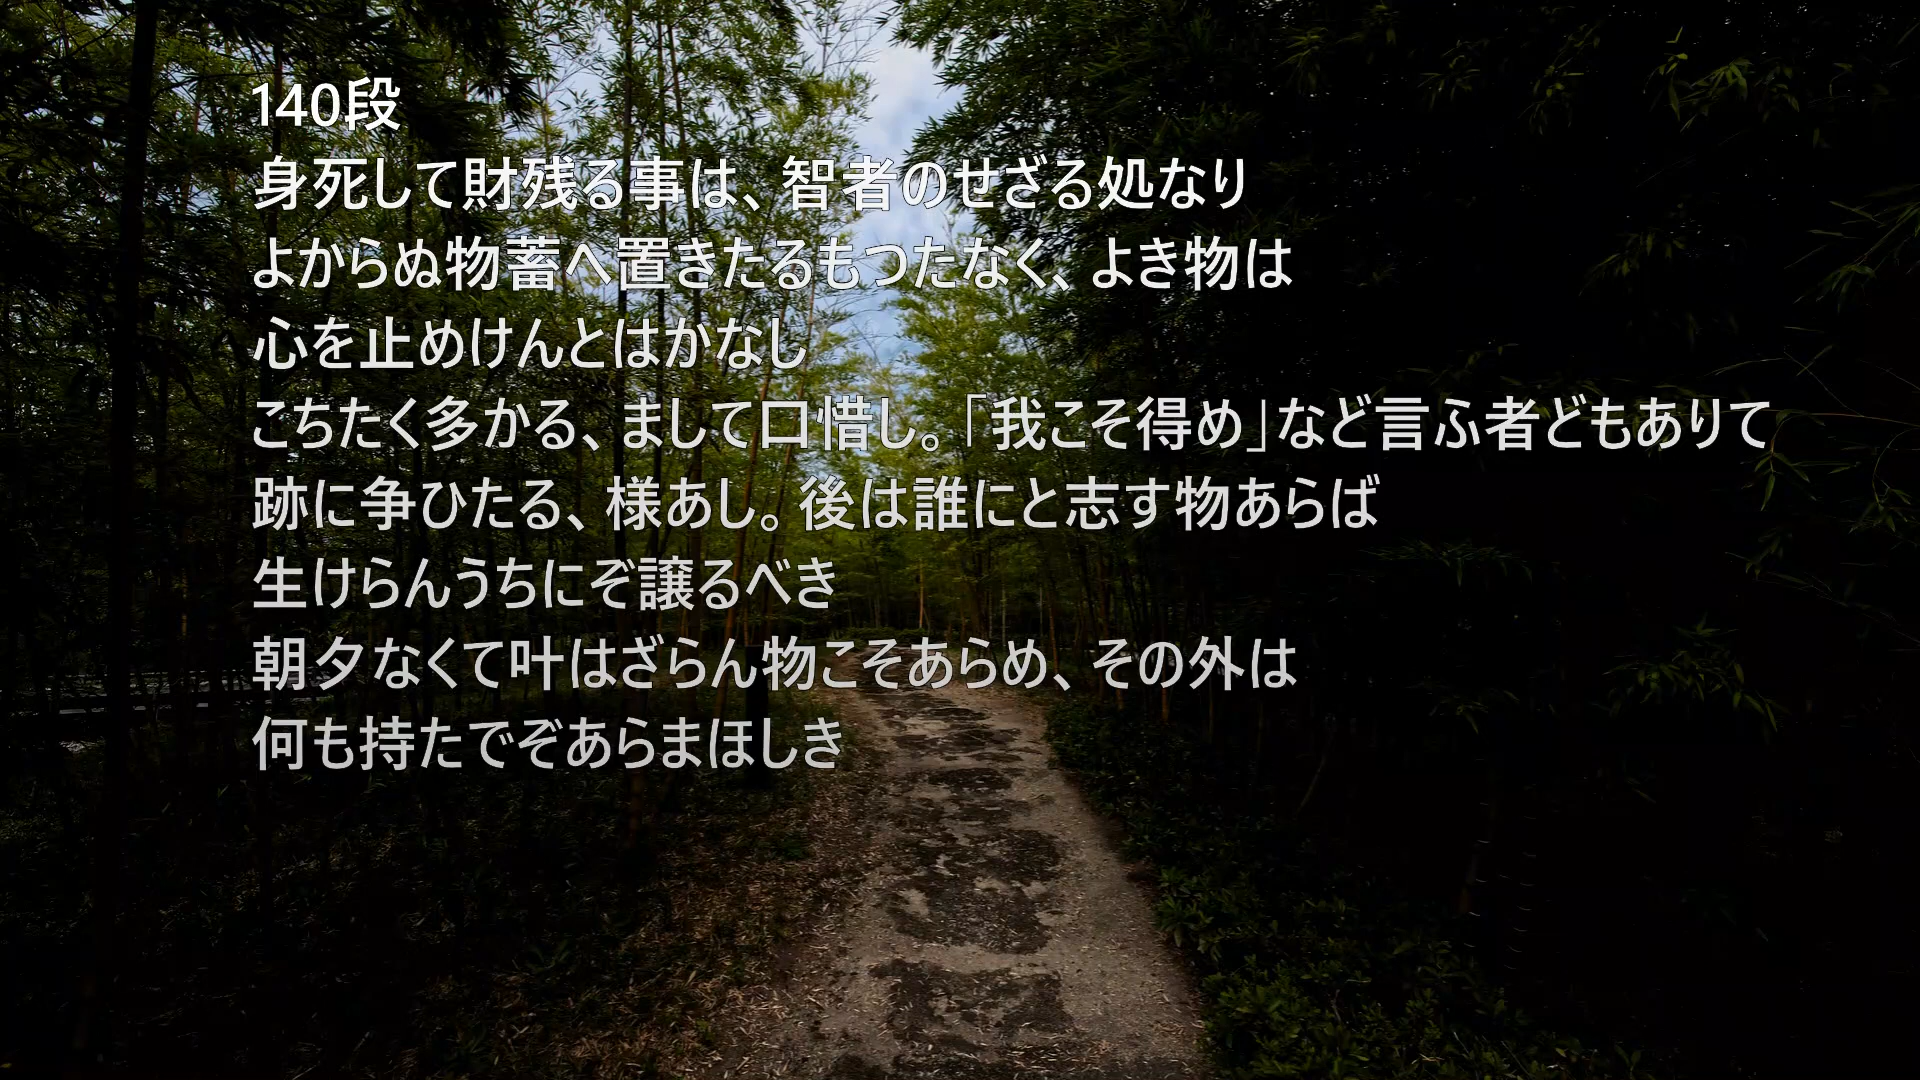 140段
身死して財残る事は、智者のせざる処なり
よからぬ物蓄へ置きたるもつたなく、よき物は
心を止めけんとはかなし
こちたく多かる、まして口惜し。「我こそ得め」など言ふ者どもありて
跡に争ひたる、様あし。後は誰にと志す物あらば
生けらんうちにぞ譲るべき
朝夕なくて叶はざらん物こそあらめ、その外は
何も持たでぞあらまほしき